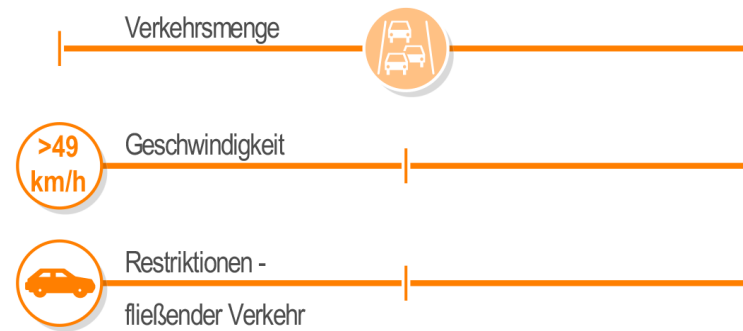 Verkehrsmenge
>49
km/h
Geschwindigkeit
Restriktionen -
fließender Verkehr